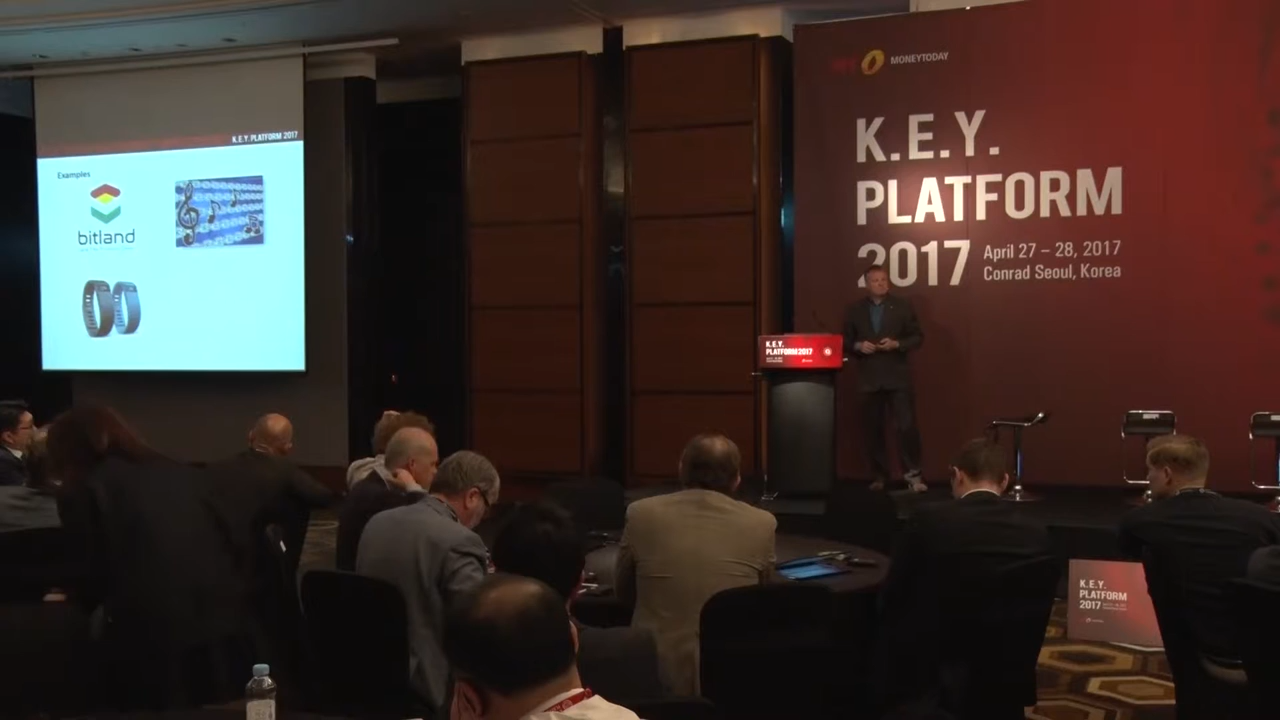 K.E.Y. PLATFORM 2017
Examples
bitland
MONEYTODAY
K.E.Y.
PLATFORM
2017
April 27 – 28, 2017
Conrad Seoul, Korea
K.E.Y.
PLATFORM 2017
K.E.Y.
PLATFORM
2017